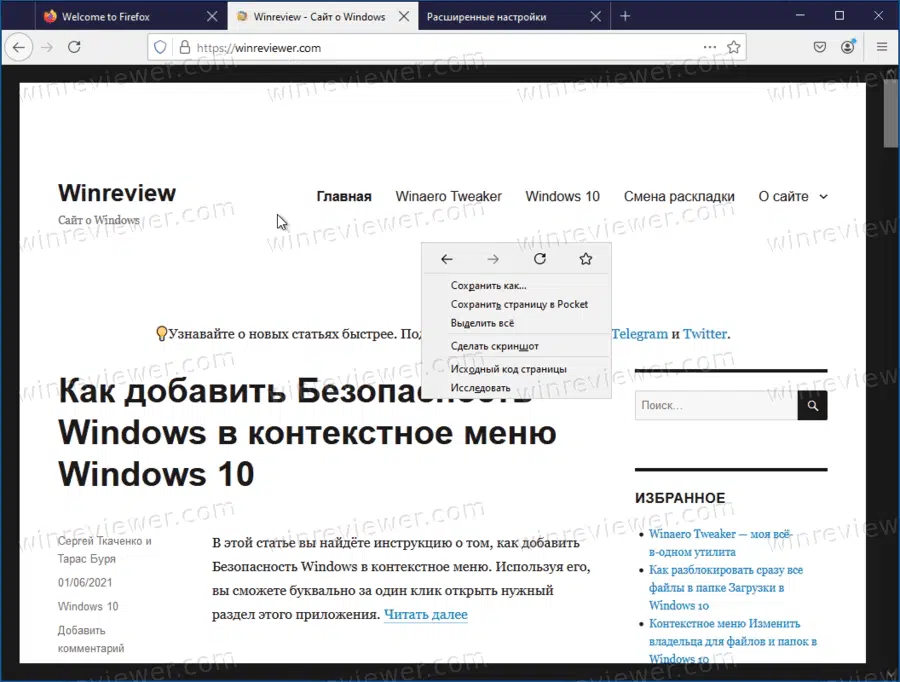 Welcome to Firefox
Winreview - Сайт о Windows
Расширенные настройки
https://winreviewer.com
Winreview
Сайт о Windows
Главная
Winaero Tweaker
Windows 10
Смена раскладки
О сайте
Сохранить как...
Сохранить страницу в Pocket
Выделить всё
Сделать скриншот
Исходный код страницы
Исследовать
Узнавайте о новых статьях быстрее. Telegram и Twitter.
Как добавить Безопасность
Windows в контекстное меню
Windows 10
Сергей Ткаченко и
Тарас Буря
01/06/2021
Windows 10
Добавить
комментарий
В этой статье вы найдёте инструкцию о том, как добавить
Безопасность Windows в контекстное меню. Используя его,
вы сможете буквально за один клик открыть нужный
раздел этого приложения. Читать далее
Поиск...
ИЗБРАННОЕ
Winaero Tweaker — моя всё-
в-одном утилита
Как разблокировать сразу все
файлы в папке Загрузки в
Windows 10
Контекстное меню Изменить
владельца для файлов и папок в
Windows 10
winreviewer.com